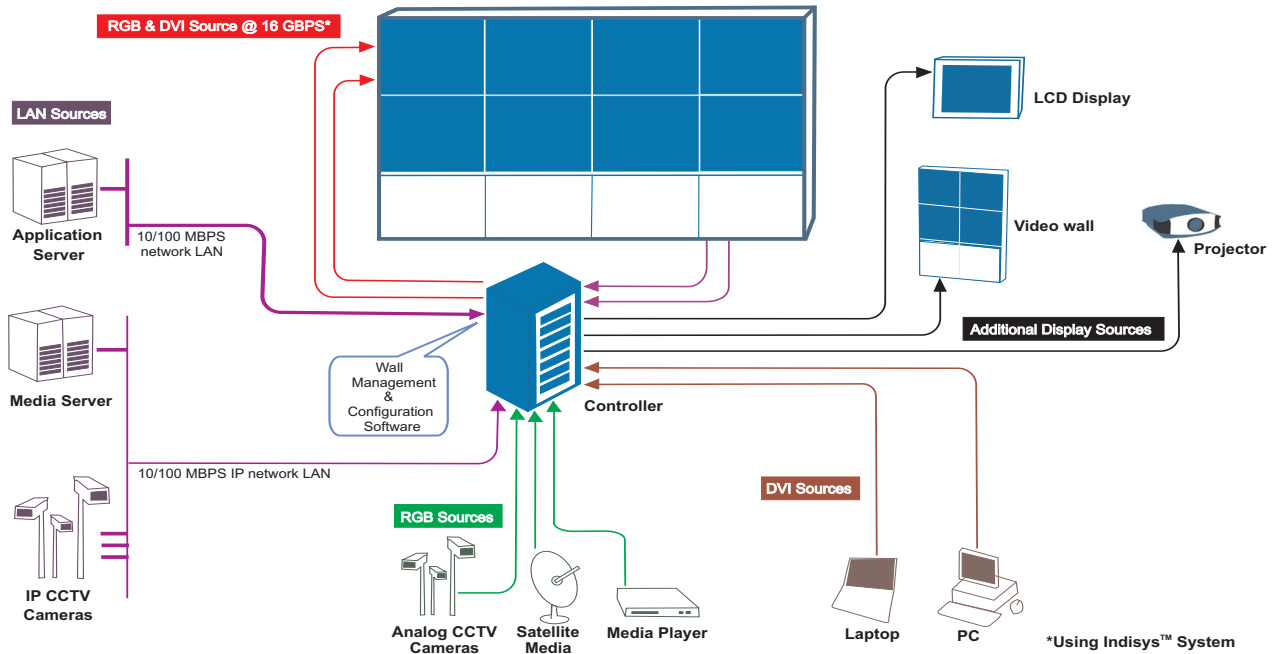 RGB & DVI Source @ 16 GBPS*
LAN Sources
Application
Server
10/100 MBPS
network LAN
Media Server
10/100 MBPS IP network LAN
IP CCTV
Cameras
Wall
Management
&
Configuration
Software
Controller
LCD Display
Video wall
Projector
Additional Display Sources
RGB Sources
DVI Sources
Analog CCTV
Cameras
Satellite
Media
Media Player
Laptop
PC
*Using Indisys™ System